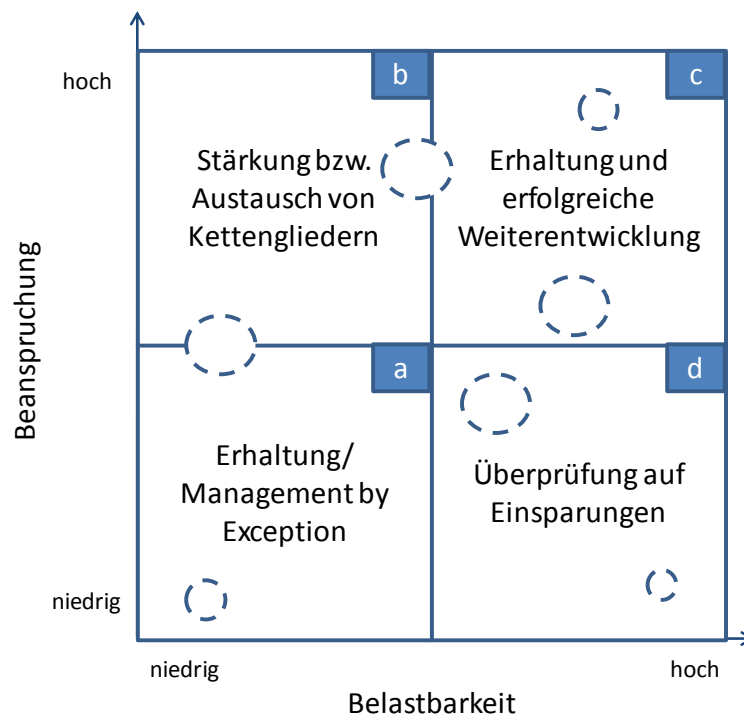 hoch
b
c
Stärkung bzw.
Austausch von
Kettengliedern
Erhaltung und
erfolgreiche
Weiterentwicklung
Beanspruchung
a
d
Erhaltung/
Management by
Exception
Überprüfung auf
Einsparungen
niedrig
niedrig
hoch
Belastbarkeit